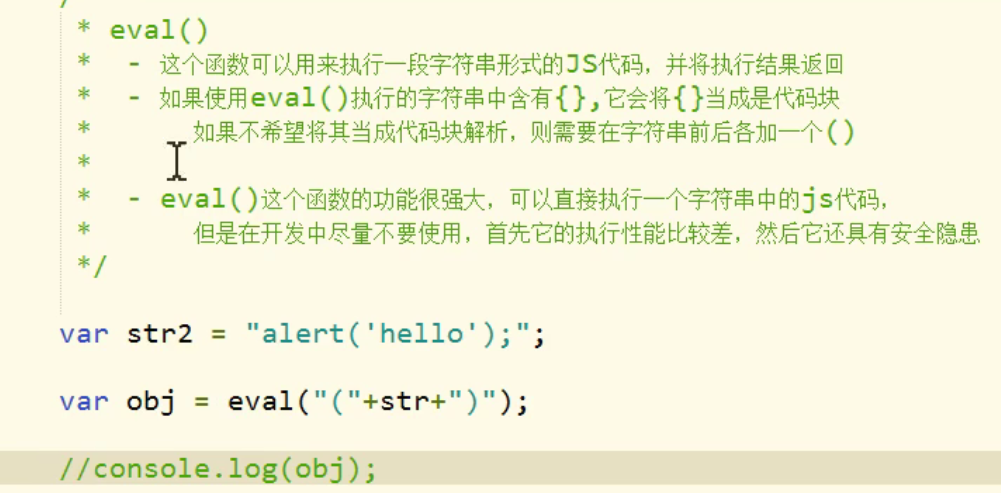 /
* eval()
* - 这个函数可以用来执行一段字符串形式的JS代码，并将执行结果返回
* - 如果使用eval()执行的字符串中含有{},它会将{}当成是代码块
* 如果不希望将其当成代码块解析，则需要在字符串前后各加一个()
*
* - eval()这个函数的功能很强大，可以直接执行一个字符串中的js代码，
* 但是在开发中尽量不要使用，首先它的执行性能比较差，然后它还具有安全隐患
*/
var str2 = "alert('hello');";
var obj = eval("("+str+")");
//console.log(obj);